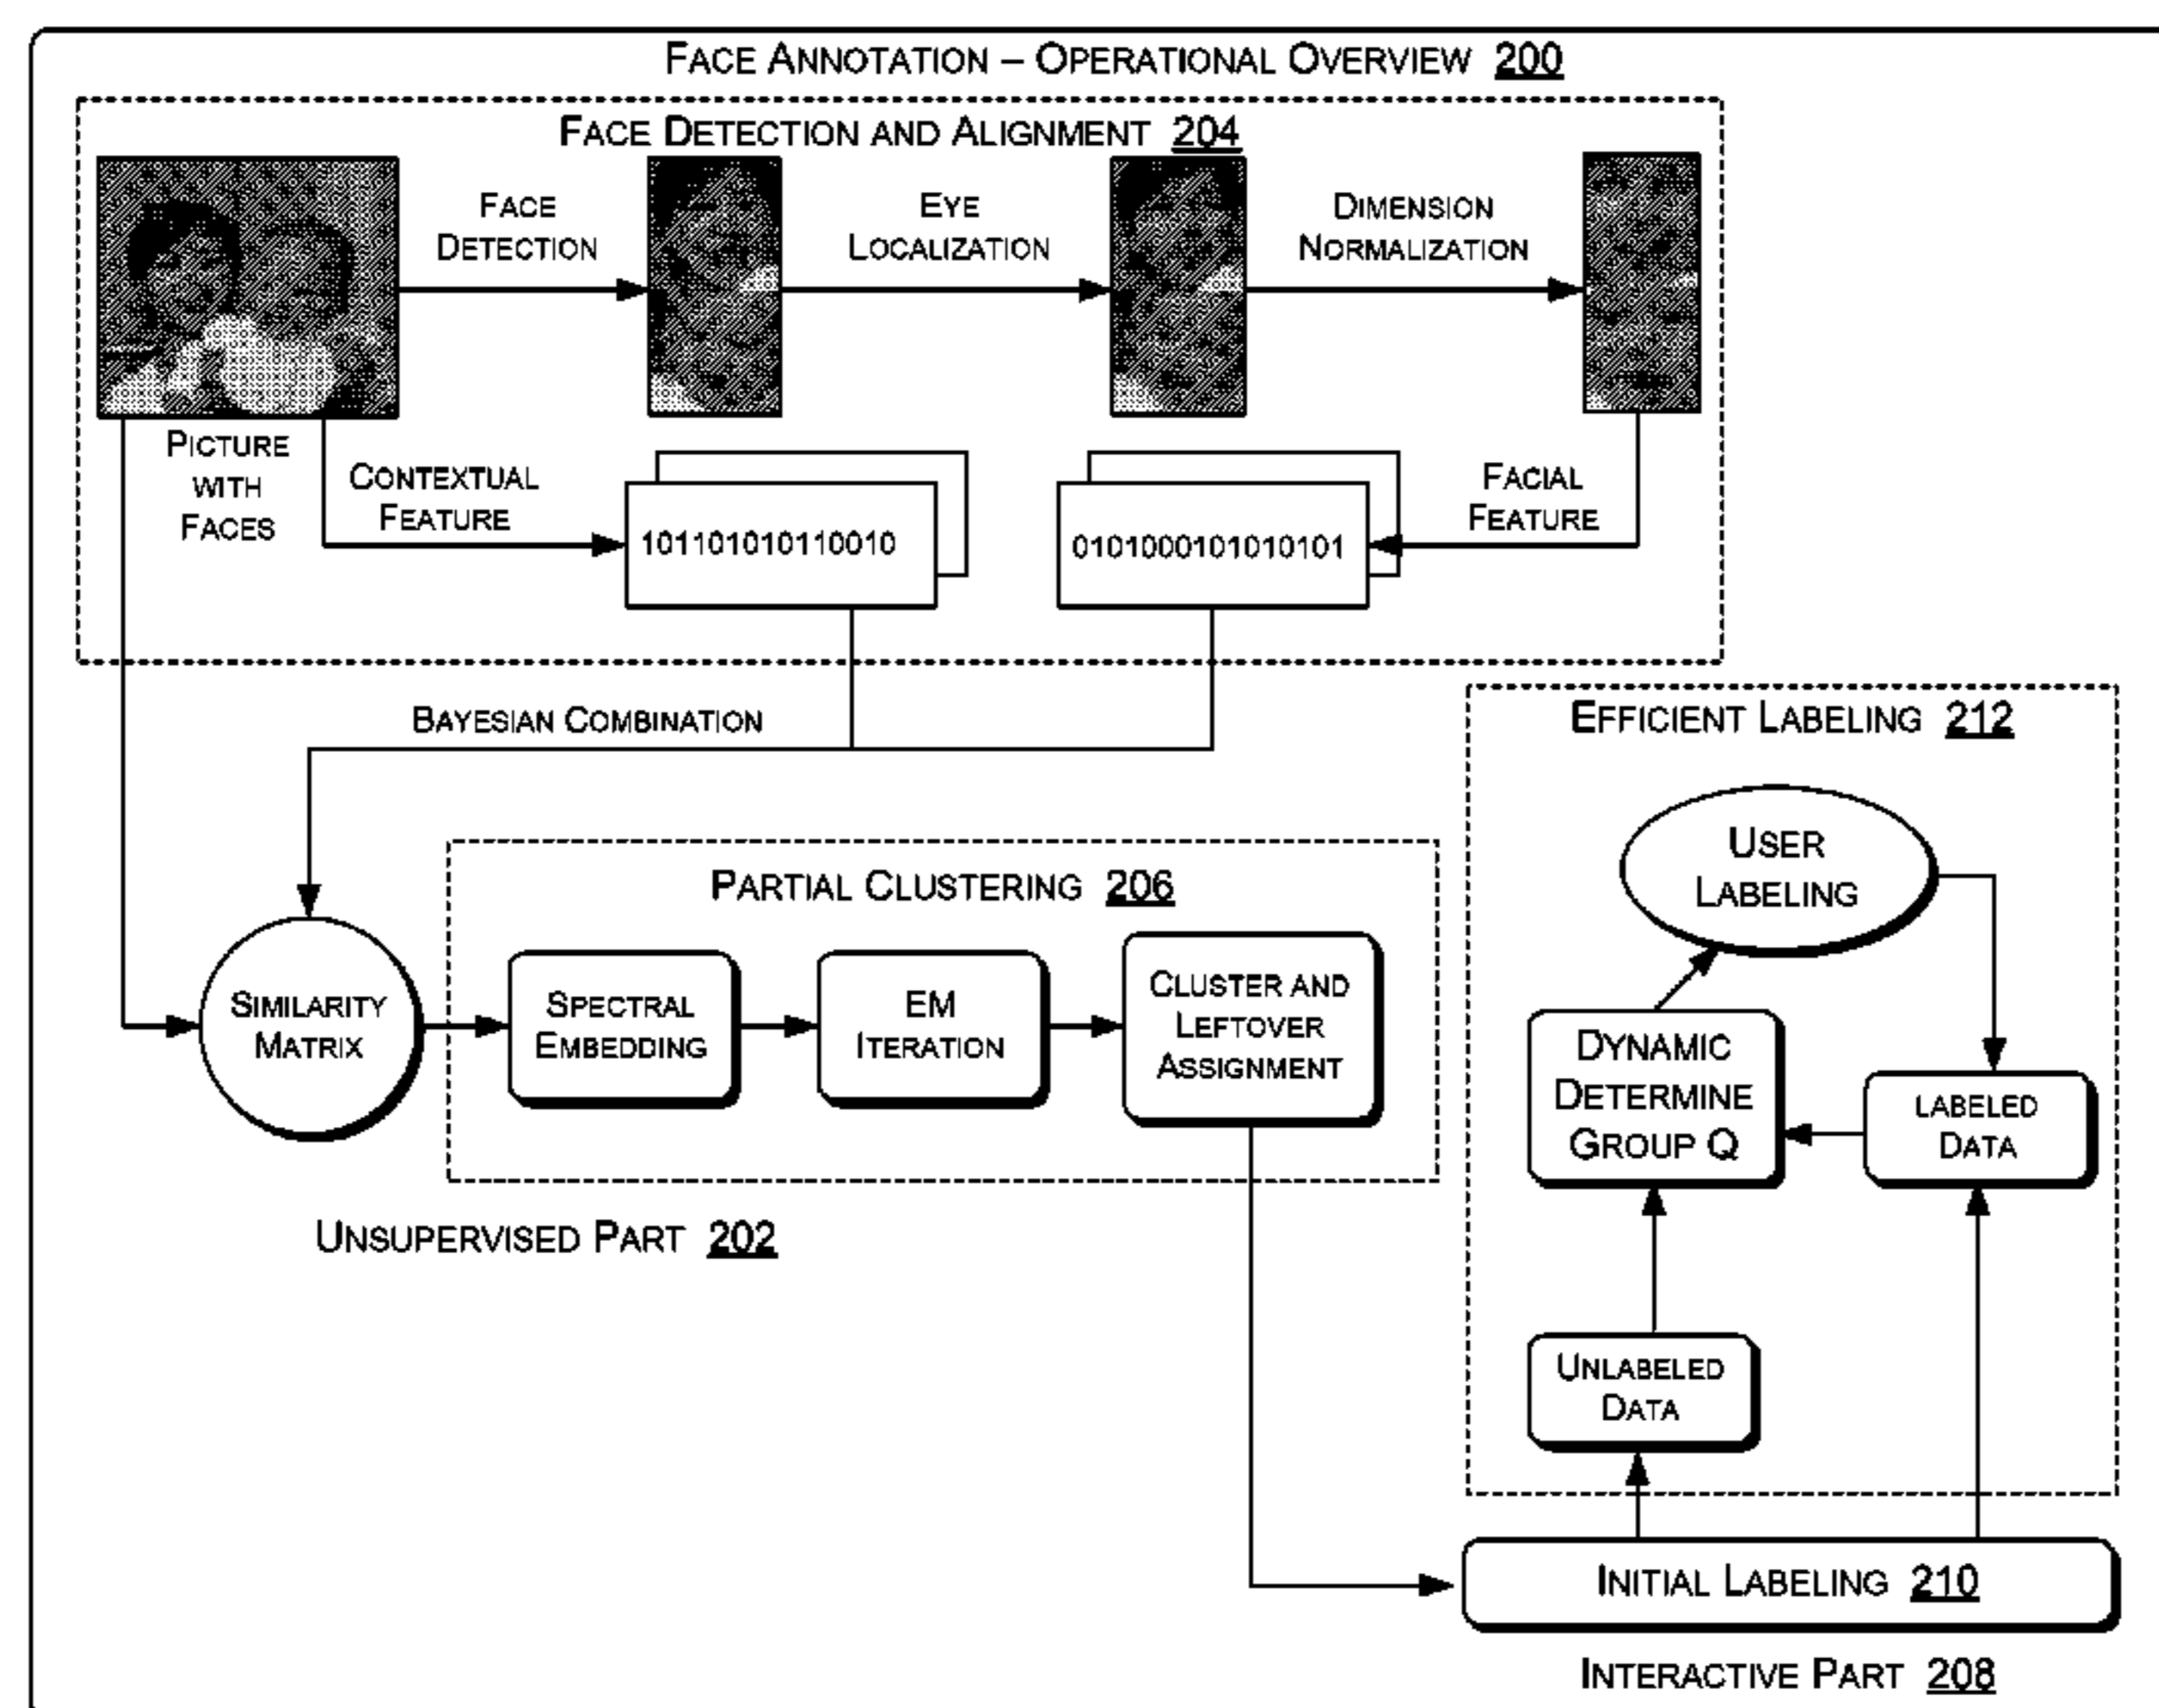 FACE ANNOTATION – OPERATIONAL OVERVIEW 200
FACE DETECTION AND ALIGNMENT 204
FACE
DETECTION
EYE
LOCALIZATION
DIMENSION
NORMALIZATION
PICTURE
WITH
FACES
CONTEXTUAL
FEATURE
101101010110010
0101000101010101
FACIAL
FEATURE
BAYESIAN COMBINATION
EFFICIENT LABELING 212
USER
LABELING
PARTIAL CLUSTERING 206
SIMILARITY
MATRIX
SPECTRAL
EMBEDDING
EM
ITERATION
CLUSTER AND
LEFTOVER
ASSIGNMENT
DYNAMIC
DETERMINE
GROUP Q
LABELED
DATA
UNSUPERVISED PART 202
UNLABELED
DATA
INITIAL LABELING 210
INTERACTIVE PART 208